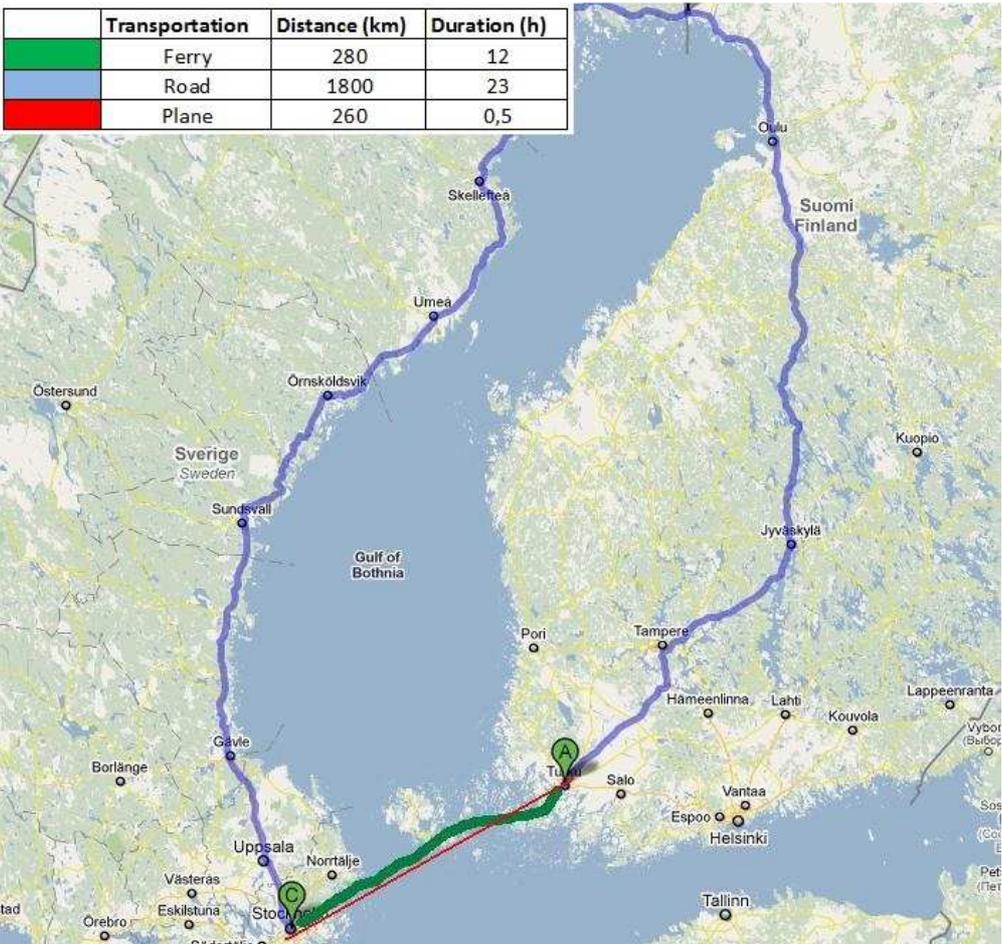 Transportation Distance (km) Duration (h)
Ferry 280 12
Road 1800 23
Plane 260 0,5
Oulu
Skellefteå
Suomi
Finland
Umeå
Örnsköldsvik
Östersund
Kuopio
Sverige
Sweden
Sundsvall
Jyväskylä
Gulf of
Bothnia
Pori
Tampere
Hämeenlinna
Lahti
Lappeenranta
Kouvola
Gävle
A
Borlänge
Turku
Salo
Vantaa
Espoo
Helsinki
Uppsala
Norrtälje
Västerås
C
Eskilstuna
Stockholm
Örebro
Tallinn